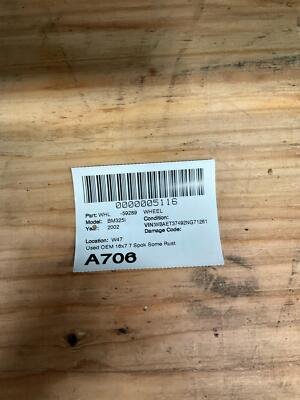 0000005116
Part: WHL -59289 WHEEL
Model: BM325I Condition:
Year: 2002 VIN:WBAET37492NG71261
Damage Code:
Location: W47
Used OEM 16x7 7 Spok Some Rust
A706